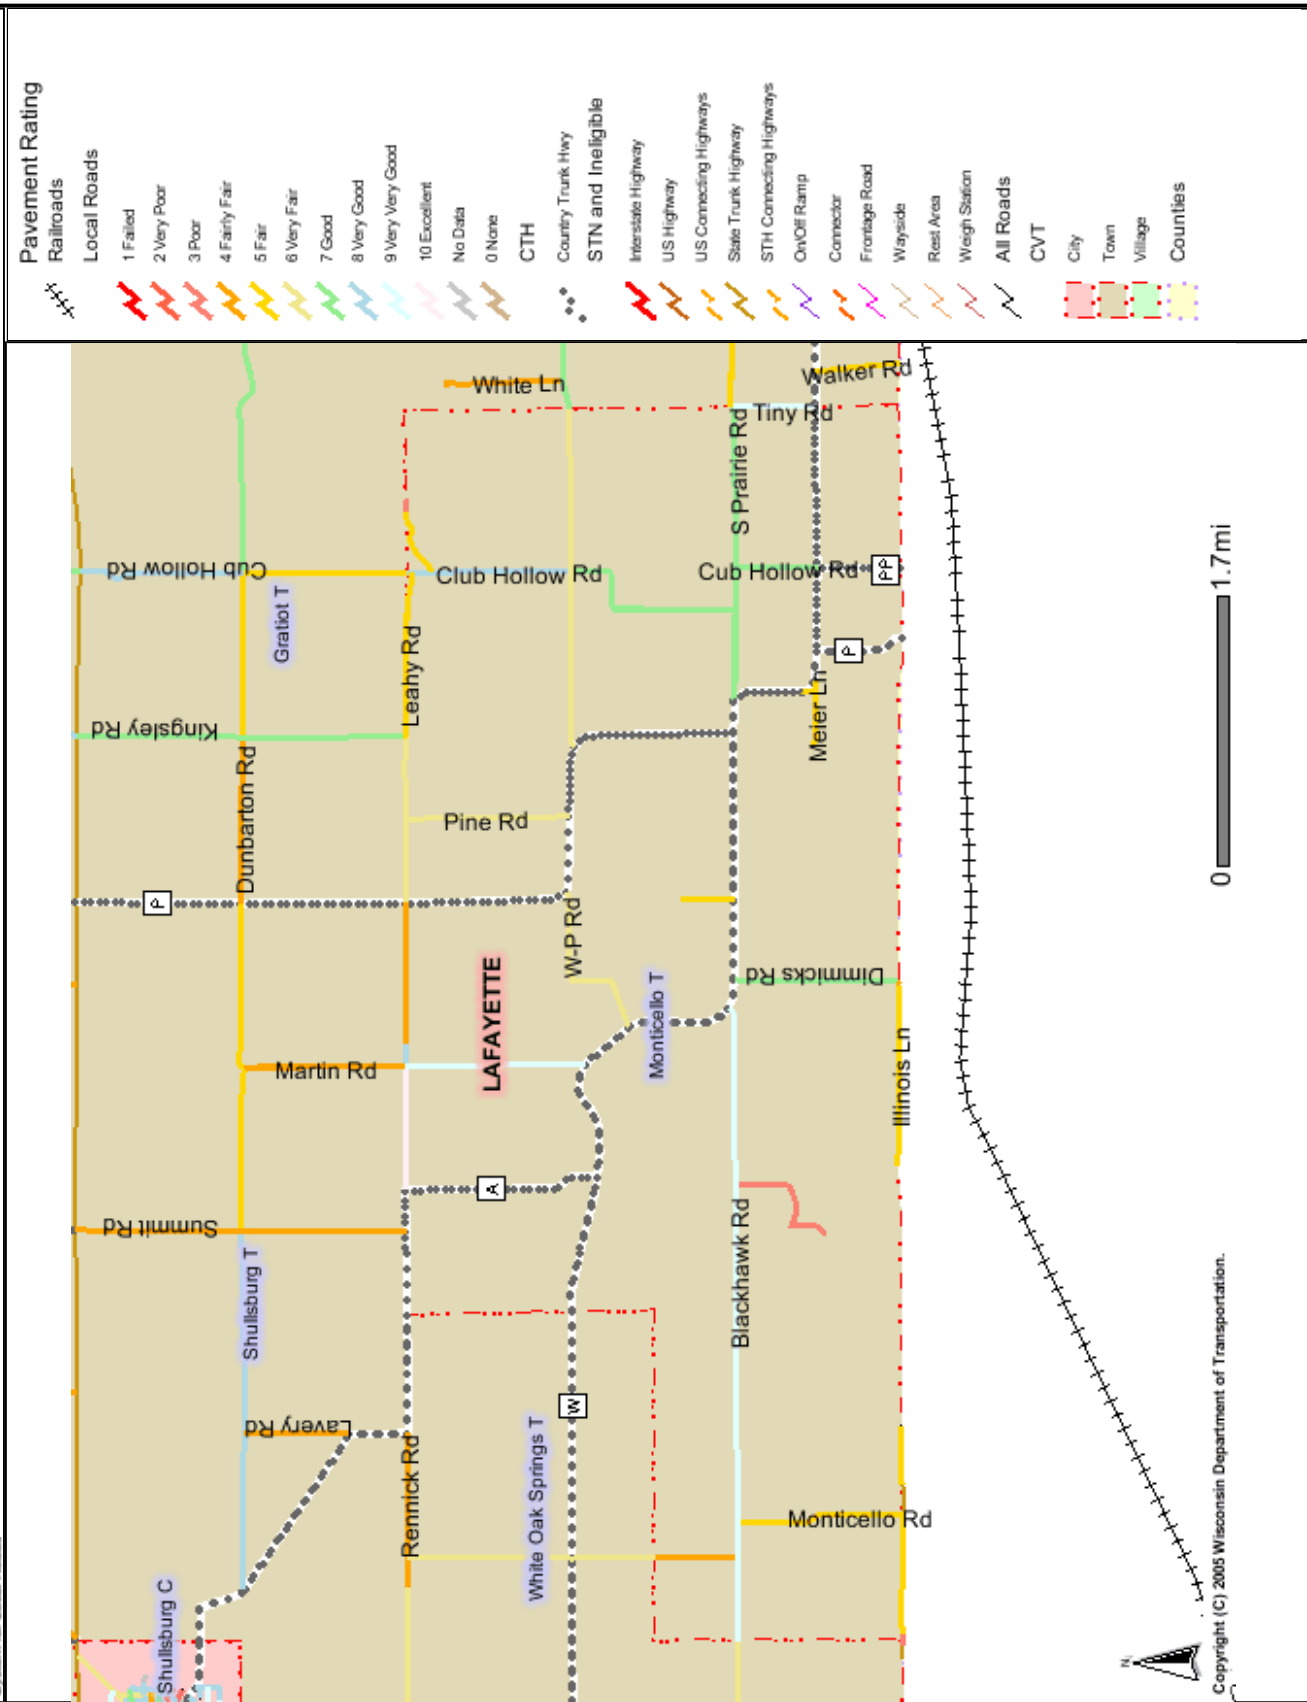 Pavement Rating
Railroads
Local Roads
1 Failed
2 Very Poor
3 Poor
4 Fairly Fair
5 Fair
6 Very Fair
7 Good
8 Very Good
9 Very Very Good
10 Excellent
No Data
0 None
CTH
Country Trunk Hwy
STN and Ineligible
Interstate Highway
US Highway
US Connecting Highways
State Trunk Highway
STH Connecting Highways
On/Off Ramp
Connector
Frontage Road
Wayside
Rest Area
Weigh Station
All Roads
CVT
City
Town
Village
Counties
White Ln
Walker Rd
Tiny Rd
S Prairie Rd
Cub Hollow Rd
Club Hollow Rd
Cub Hollow Rd
PP
Gratiot T
Leahy Rd
P
Kingsley Rd
Meier Ln
Dunbarton Rd
Pine Rd
P
W-P Rd
Dimmicks Rd
LAFAYETTE
Monticello T
Martin Rd
Illinois Ln
A
Summit Rd
Shullsburg T
Blackhawk Rd
Lavery Rd
W
Rennick Rd
White Oak Springs T
Monticello Rd
Shullsburg C
0
1.7mi
N
Copyright (C) 2005 Wisconsin Department of Transportation.